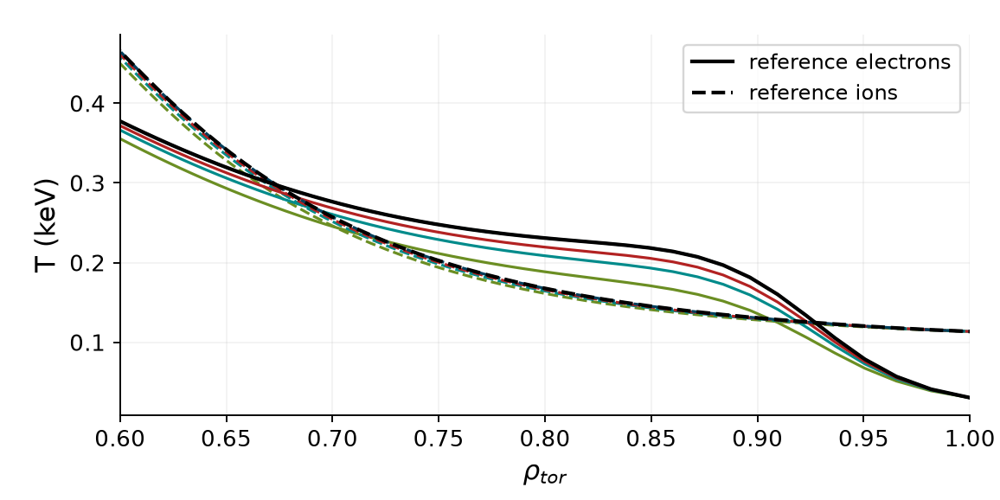 reference electrons
reference ions
T (keV)
0.4
0.3
0.2
0.1
0.60 0.65 0.70 0.75 0.80 0.85 0.90 0.95 1.00
ρ_tor